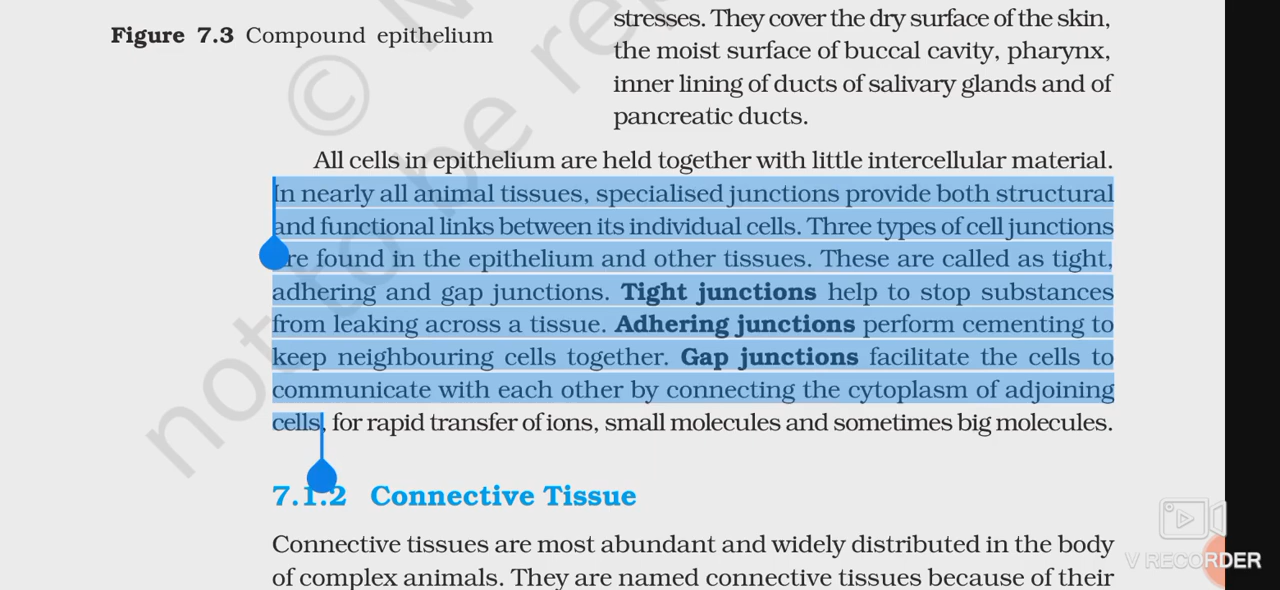 stresses. They cover the dry surface of the skin,
Figure 7.3 Compound epithelium
the moist surface of buccal cavity, pharynx,
inner lining of ducts of salivary glands and of
pancreatic ducts.
All cells in epithelium are held together with little intercellular material.
In nearly all animal tissues, specialised junctions provide both structural
and functional links between its individual cells. Three types of cell junctions
are found in the epithelium and other tissues. These are called as tight,
adhering and gap junctions. Tight junctions help to stop substances
from leaking across a tissue. Adhering junctions perform cementing to
keep neighbouring cells together. Gap junctions facilitate the cells to
communicate with each other by connecting the cytoplasm of adjoining
cells, for rapid transfer of ions, small molecules and sometimes big molecules.
7.1.2 Connective Tissue
Connective tissues are most abundant and widely distributed in the body
of complex animals. They are named connective tissues because of their
© N
not to be rep
V RECORDER